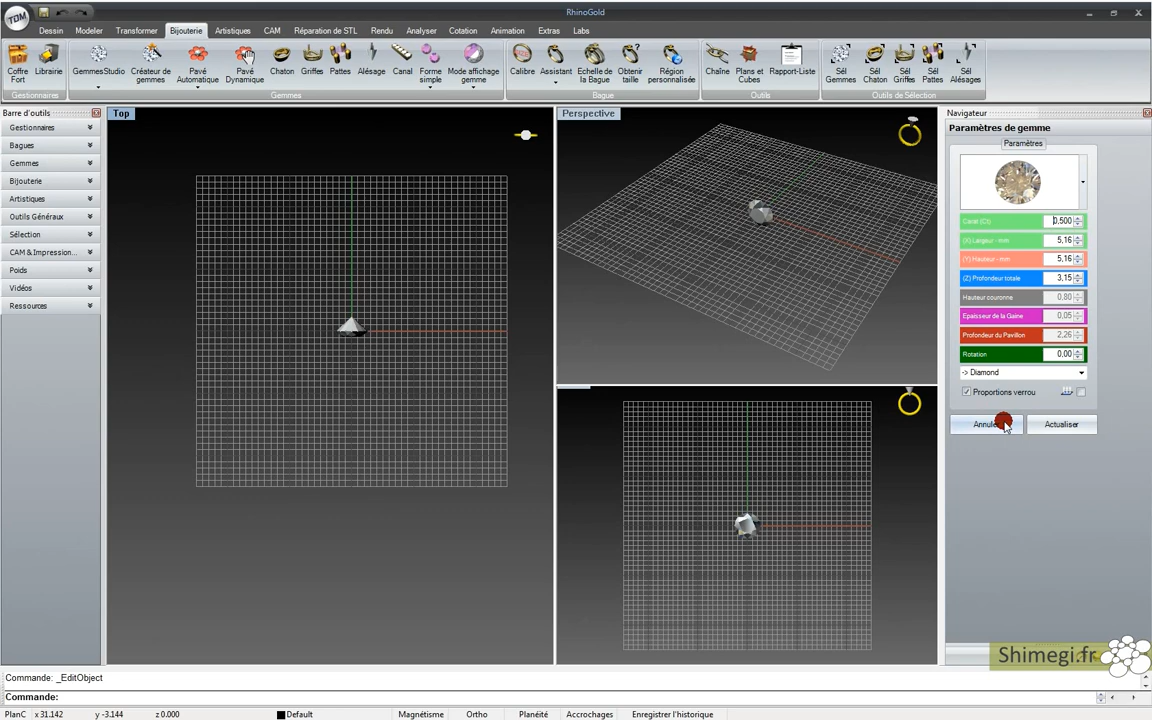 RhinoGold
TDM
Dessin Modeler Transformer Bijouterie Artistiques CAM Réparation de STL Rendu Analyser Cotation Animation Extras Labs
Coffre Fort
Librairie
Gestionnaires
GemmesStudio
Créateur de gemmes
Pavé Automatique
Pavé Dynamique
Chaton
Griffes
Pattes
Alésage
Canal
Forme simple
Mode affichage gemme
Gemmes
Calibre
Assistant
Echelle de la Bague
Obtenir taille
Région personnalisée
Bague
Chaîne
Plans et Cubes
Rapport-Liste
Outils
Sél Gemmes
Sél Chaton
Sél Griffes
Sél Pattes
Sél Alésages
Outils de Sélection
Barre d'outils
Gestionnaires
Bagues
Gemmes
Bijouterie
Artistiques
Outils Généraux
Sélection
CAM & Impression...
Poids
Vidéos
Ressources
Top
Perspective
Navigateur
Paramètres de gemme
Paramètres
Carat (Ct) 0,500
(X) Largeur - mm 5,16
(Y) Hauteur - mm 5,16
(Z) Profondeur totale 3,15
Hauteur couronne 0,80
Epaisseur de la Gaine 0,05
Profondeur du Pavillon 2,26
Rotation 0.00
-> Diamond
Proportions verrou
Actualiser
Shimegi.fr
Commande: _EditObject
Commande:
PlanC x 31.142 y -3.144 z 0.000 Default Magnétisme Ortho Planéité Accrochages Enregistrer l'historique